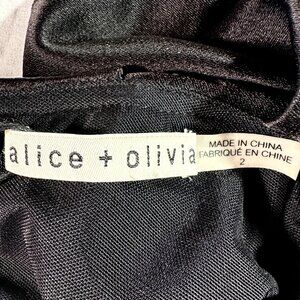 alice + olivia
MADE IN CHINA
FABRIQUÉ EN CHINE
2